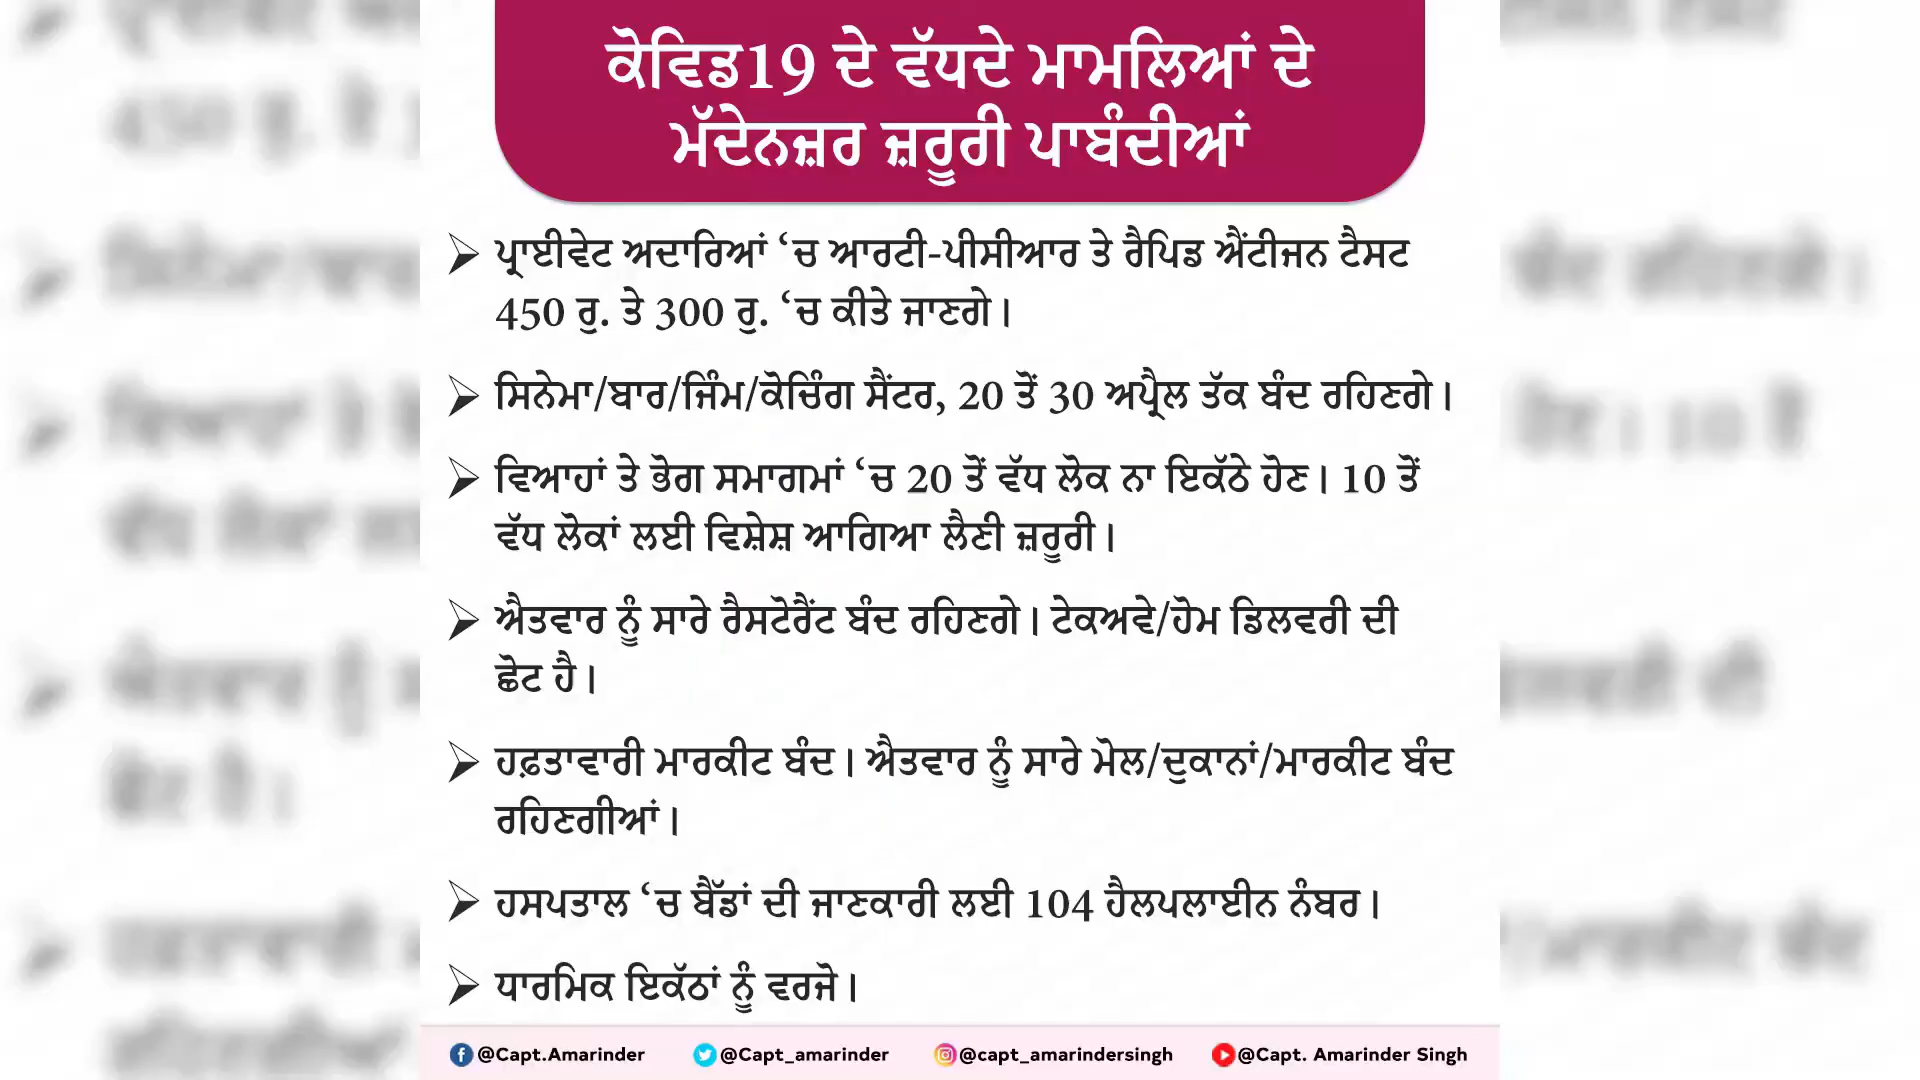 ਕੋਵਿਡ19 ਦੇ ਵੱਧਦੇ ਮਾਮਲਿਆਂ ਦੇ
ਮੱਦੇਨਜ਼ਰ ਜ਼ਰੂਰੀ ਪਾਬੰਦੀਆਂ
➢ ਪ੍ਰਾਈਵੇਟ ਅਦਾਰਿਆਂ ‘ਚ ਆਰਟੀ-ਪੀਸੀਆਰ ਤੇ ਰੈਪਿਡ ਐਂਟੀਜਨ ਟੈਸਟ
450 ਰੁ. ਤੇ 300 ਰੁ. ‘ਚ ਕੀਤੇ ਜਾਣਗੇ।
➢ ਸਿਨੇਮਾ/ਬਾਰ/ਜਿੰਮ/ਕੋਚਿੰਗ ਸੈਂਟਰ, 20 ਤੋਂ 30 ਅਪ੍ਰੈਲ ਤੱਕ ਬੰਦ ਰਹਿਣਗੇ।
➢ ਵਿਆਹਾਂ ਤੇ ਭੋਗ ਸਮਾਗਮਾਂ ‘ਚ 20 ਤੋਂ ਵੱਧ ਲੋਕ ਨਾ ਇਕੱਠੇ ਹੋਣ। 10 ਤੋਂ
ਵੱਧ ਲੋਕਾਂ ਲਈ ਵਿਸ਼ੇਸ਼ ਆਗਿਆ ਲੈਣੀ ਜ਼ਰੂਰੀ।
➢ ਐਤਵਾਰ ਨੂੰ ਸਾਰੇ ਰੈਸਟੋਰੈਂਟ ਬੰਦ ਰਹਿਣਗੇ। ਟੇਕਅਵੇ/ਹੋਮ ਡਿਲਵਰੀ ਦੀ
ਛੋਟ ਹੈ।
➢ ਹਫ਼ਤਾਵਾਰੀ ਮਾਰਕੀਟ ਬੰਦ। ਐਤਵਾਰ ਨੂੰ ਸਾਰੇ ਮੋਲ/ਦੁਕਾਨਾਂ/ਮਾਰਕੀਟ ਬੰਦ
ਰਹਿਣਗੀਆਂ।
➢ ਹਸਪਤਾਲ ‘ਚ ਬੈੱਡਾਂ ਦੀ ਜਾਣਕਾਰੀ ਲਈ 104 ਹੈਲਪਲਾਈਨ ਨੰਬਰ।
➢ ਧਾਰਮਿਕ ਇਕੱਠਾਂ ਨੂੰ ਵਰਜੋ।
@Capt.Amarinder @Capt_amarinder @capt_amarindersingh @Capt. Amarinder Singh